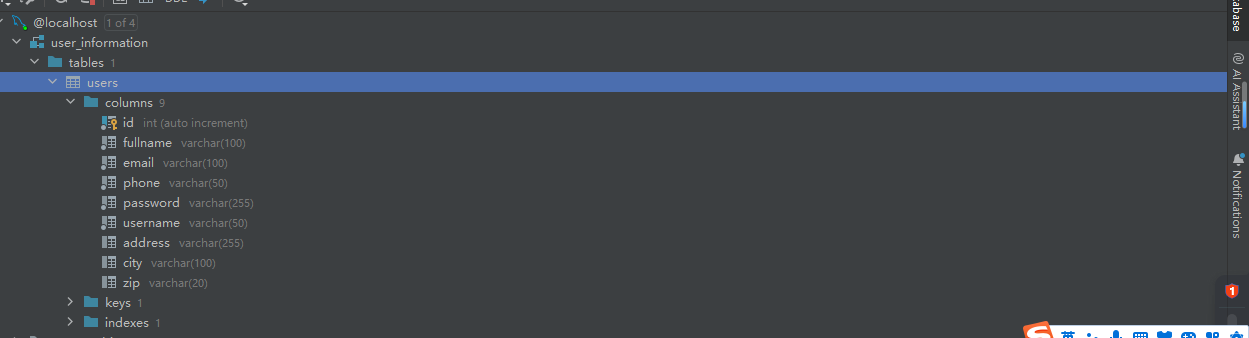 @localhost 1 of 4
user_information
tables 1
users
columns 9
id int (auto increment)
fullname varchar(100)
email varchar(100)
phone varchar(50)
password varchar(255)
username varchar(50)
address varchar(255)
city varchar(100)
zip varchar(20)
keys 1
indexes 1
AI Assistant
Notifications
1
英